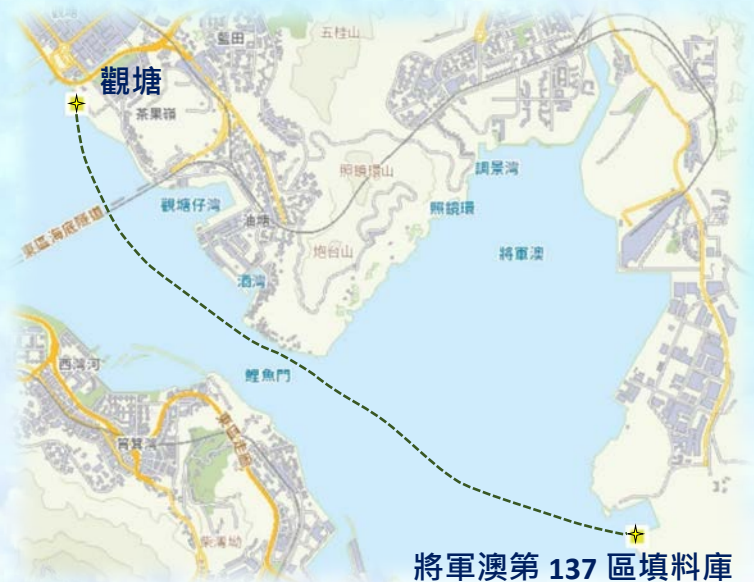 藍田
五桂山
觀塘
茶果嶺
照鏡環山
調景灣
觀塘仔灣
照鏡環
油塘
東區海底隧道
炮台山
將軍澳
酒灣
西灣河
鯉魚門
東區走廊
筲箕灣
柴灣坳
將軍澳第 137 區填料庫